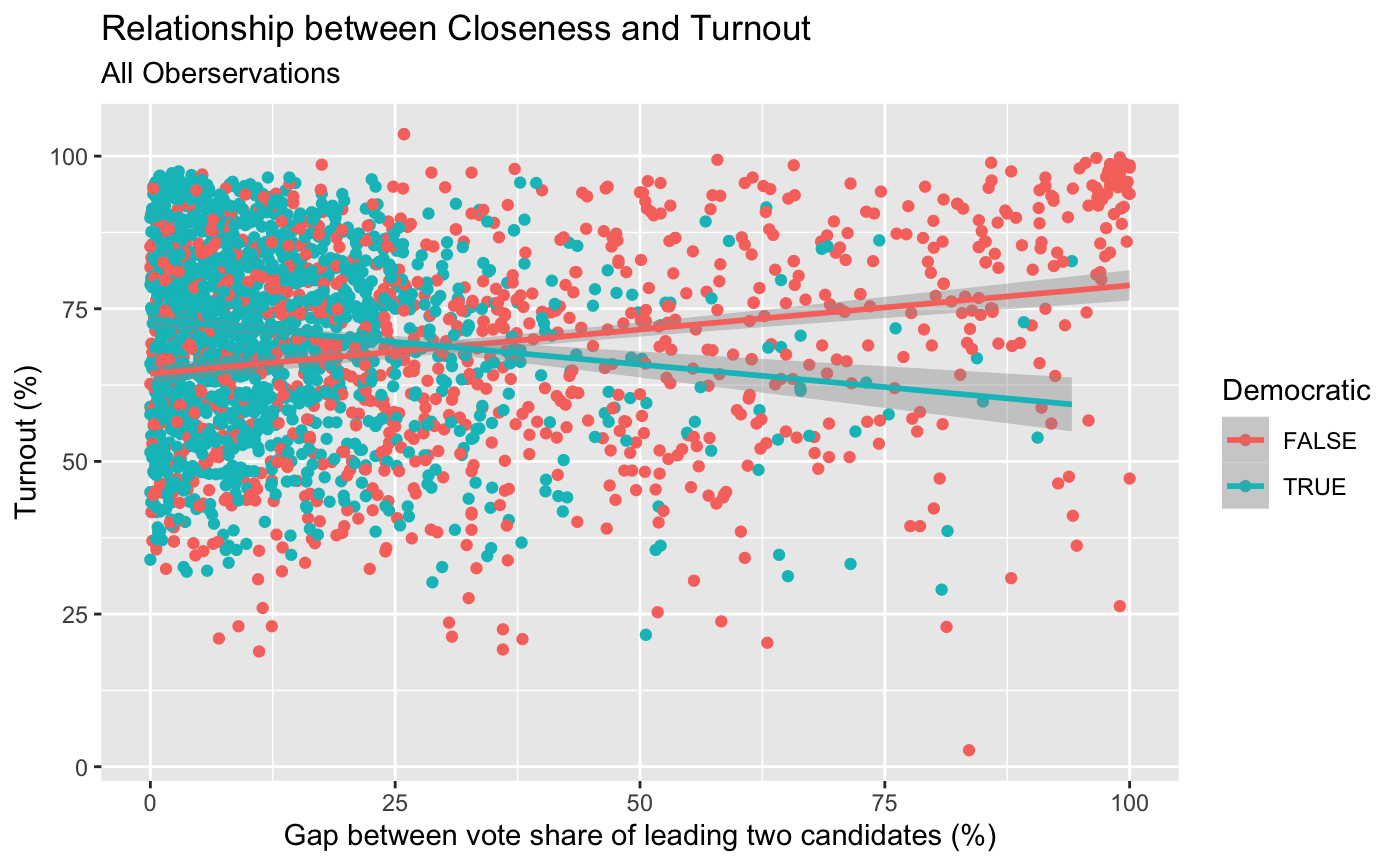 Relationship between Closeness and Turnout
All Oberservations
100
75
50
25
0
Turnout (%)
0 25 50 75 100
Gap between vote share of leading two candidates (%)
Democratic
FALSE
TRUE